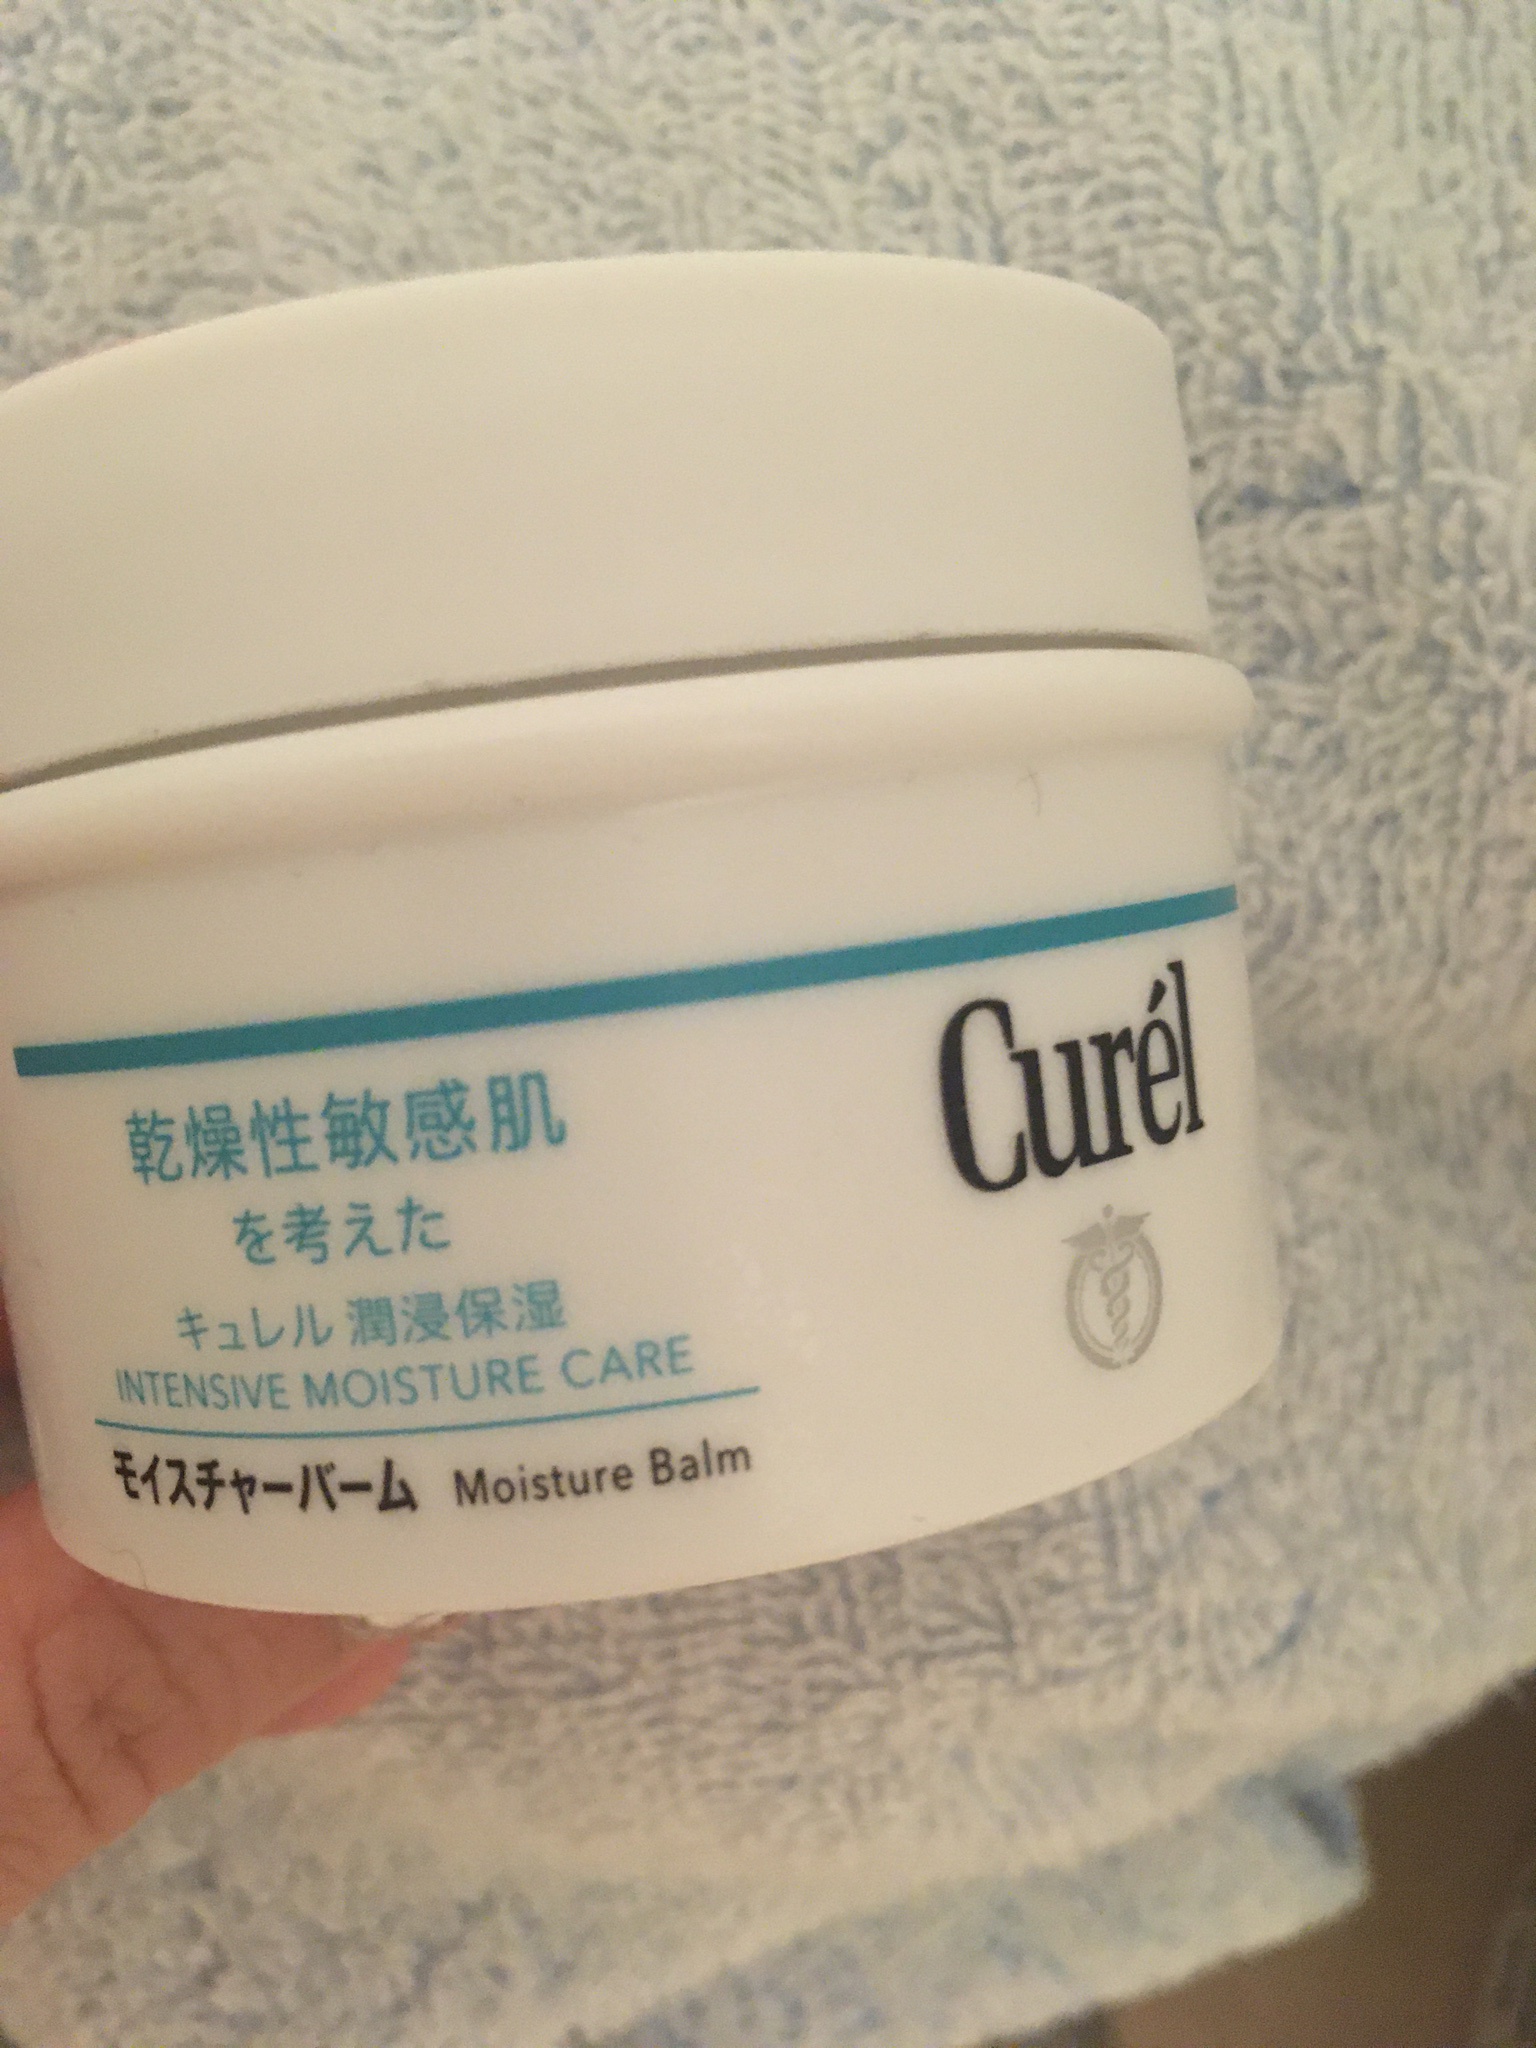 Curél
乾燥性敏感肌
を考えた
キュレル 潤浸保湿
INTENSIVE MOISTURE CARE
モイスチャーバーム Moisture Balm